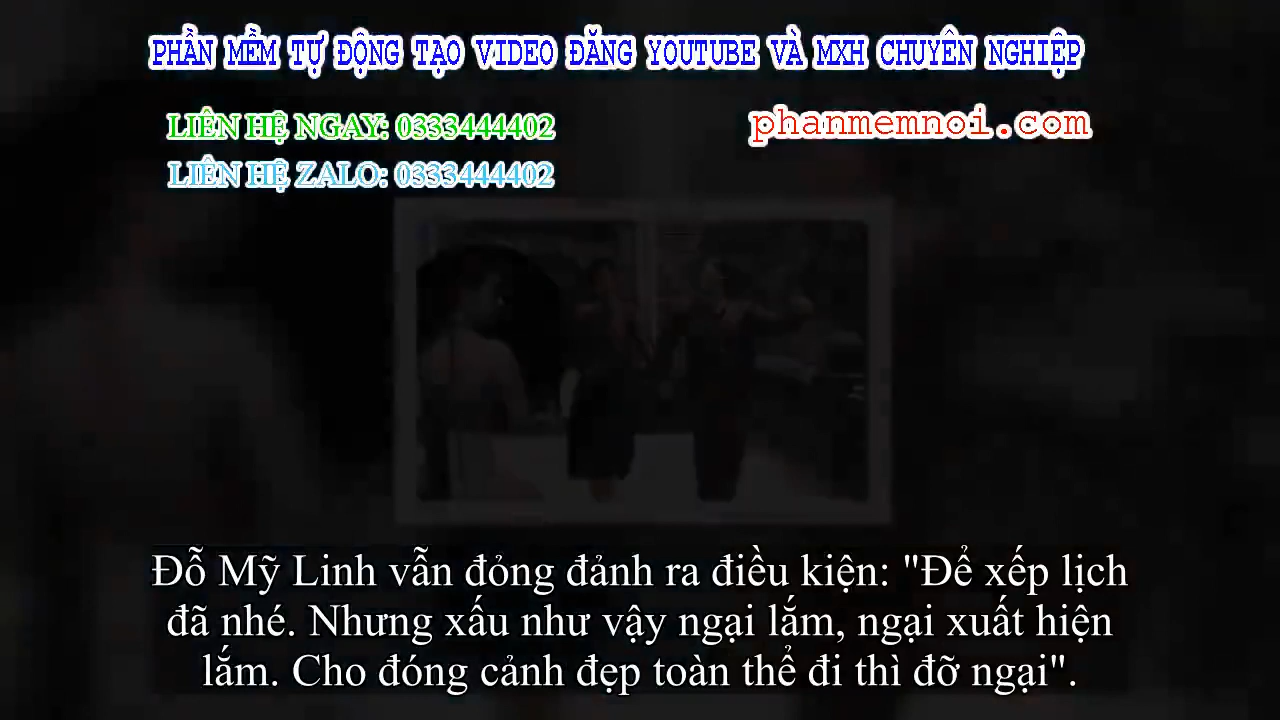 PHẦN MỀM TỰ ĐỘNG TẠO VIDEO ĐĂNG YOUTUBE VÀ MXH CHUYÊN NGHIỆP
LIÊN HỆ NGAY: 0333444402
phanmemnoi.com
LIÊN HỆ ZALO: 0333444402
Đỗ Mỹ Linh vẫn đỏng đảnh ra điều kiện: "Để xếp lịch
đã nhé. Nhưng xấu như vậy ngại lắm, ngại xuất hiện
lắm. Cho đóng cảnh đẹp toàn thể đi thì đỡ ngại".